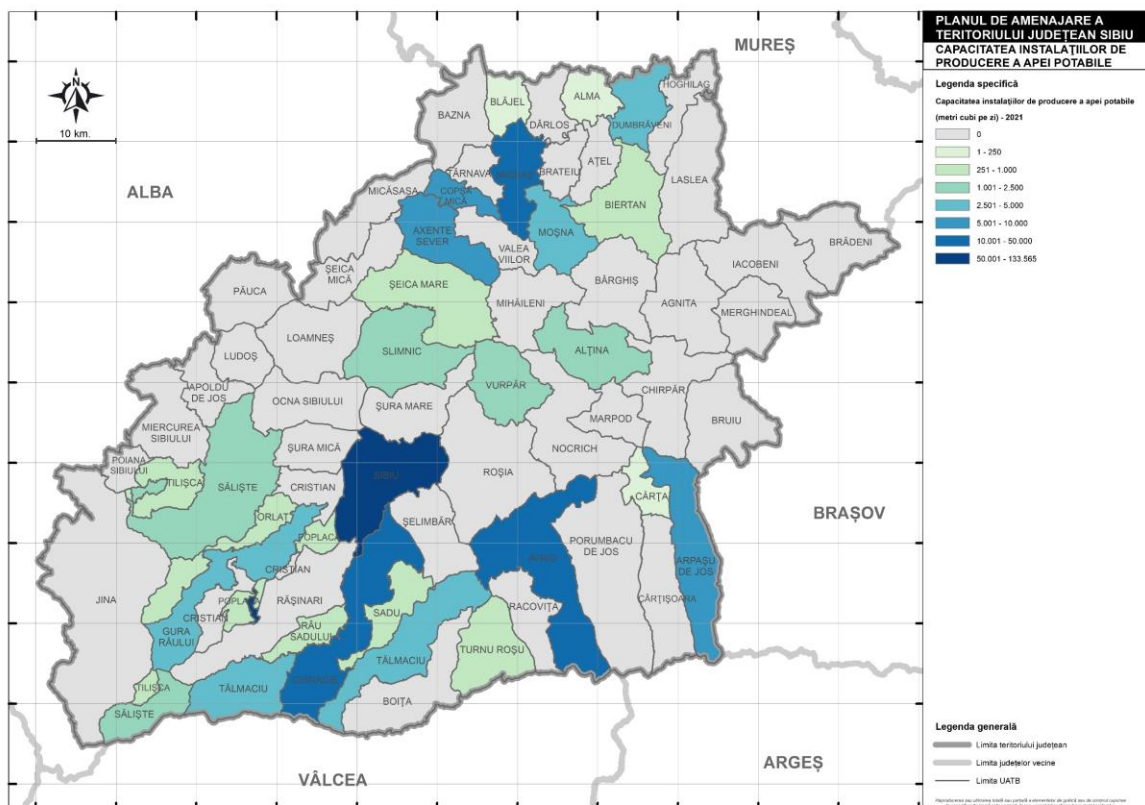 PLANUL DE AMENAJARE A
TERITORIULUI JUDEȚEAN SIBIU
CAPACITATEA INSTALAȚIILOR DE
PRODUCERE A APEI POTABILE
Legenda specifică
Capacitatea instalațiilor de producere a apei potabile
(metri cubi pe zi) - 2021
0
1 - 250
251 - 1.000
1.001 - 2.500
2.501 - 5.000
5.001 - 10.000
10.001 - 50.000
50.001 - 133.565
Legenda generală
Limita teritoriului județean
Limita județelor vecine
Limita UATB
N
10 km.
MUREȘ
ALBA
BRAȘOV
ARGEȘ
VÂLCEA
HOGHILAG
ALMA
BLĂJEL
BAZNA
DÂRLOS
DUMBRĂVENI
AȚEL
BRATEIU
TÂRNAVA
LASLEA
MICĂSASA
COPȘA
MICĂ
BIERTAN
AXENTE
SEVER
MOȘNA
VALEA
VIILOR
BRĂDENI
IACOBENI
ȘEICA
MICĂ
ȘEICA MARE
BÂRGHIȘ
PĂUCA
MIHĂILENI
AGNITA
MERGHINDEAL
LOAMNEȘ
SLIMNIC
ALȚINA
LUDOȘ
VURPĂR
APOLDU
DE JOS
OCNA SIBIULUI
ȘURA MARE
CHIRPĂR
MARPOD
BRUIU
MIERCUREA
SIBIULUI
ȘURA MICĂ
NOCRICH
POIANA
SIBIULUI
TILIȘCA
SĂLIȘTE
CRISTIAN
SIBIU
ROȘIA
CÂRȚA
ORLAT
ȘELIMBĂR
POPLACA
PORUMBACU
DE JOS
ARPAȘU
DE JOS
CRISTIAN
JINA
POPLACA
RĂȘINARI
SADU
RACOVIȚA
CÂRȚIȘOARA
CRISTIAN
GURA
RÂULUI
RÂU
SADULUI
TURNU ROȘU
TĂLMACIU
TILIȘCA
TĂLMACIU
BOIȚA
SĂLIȘTE